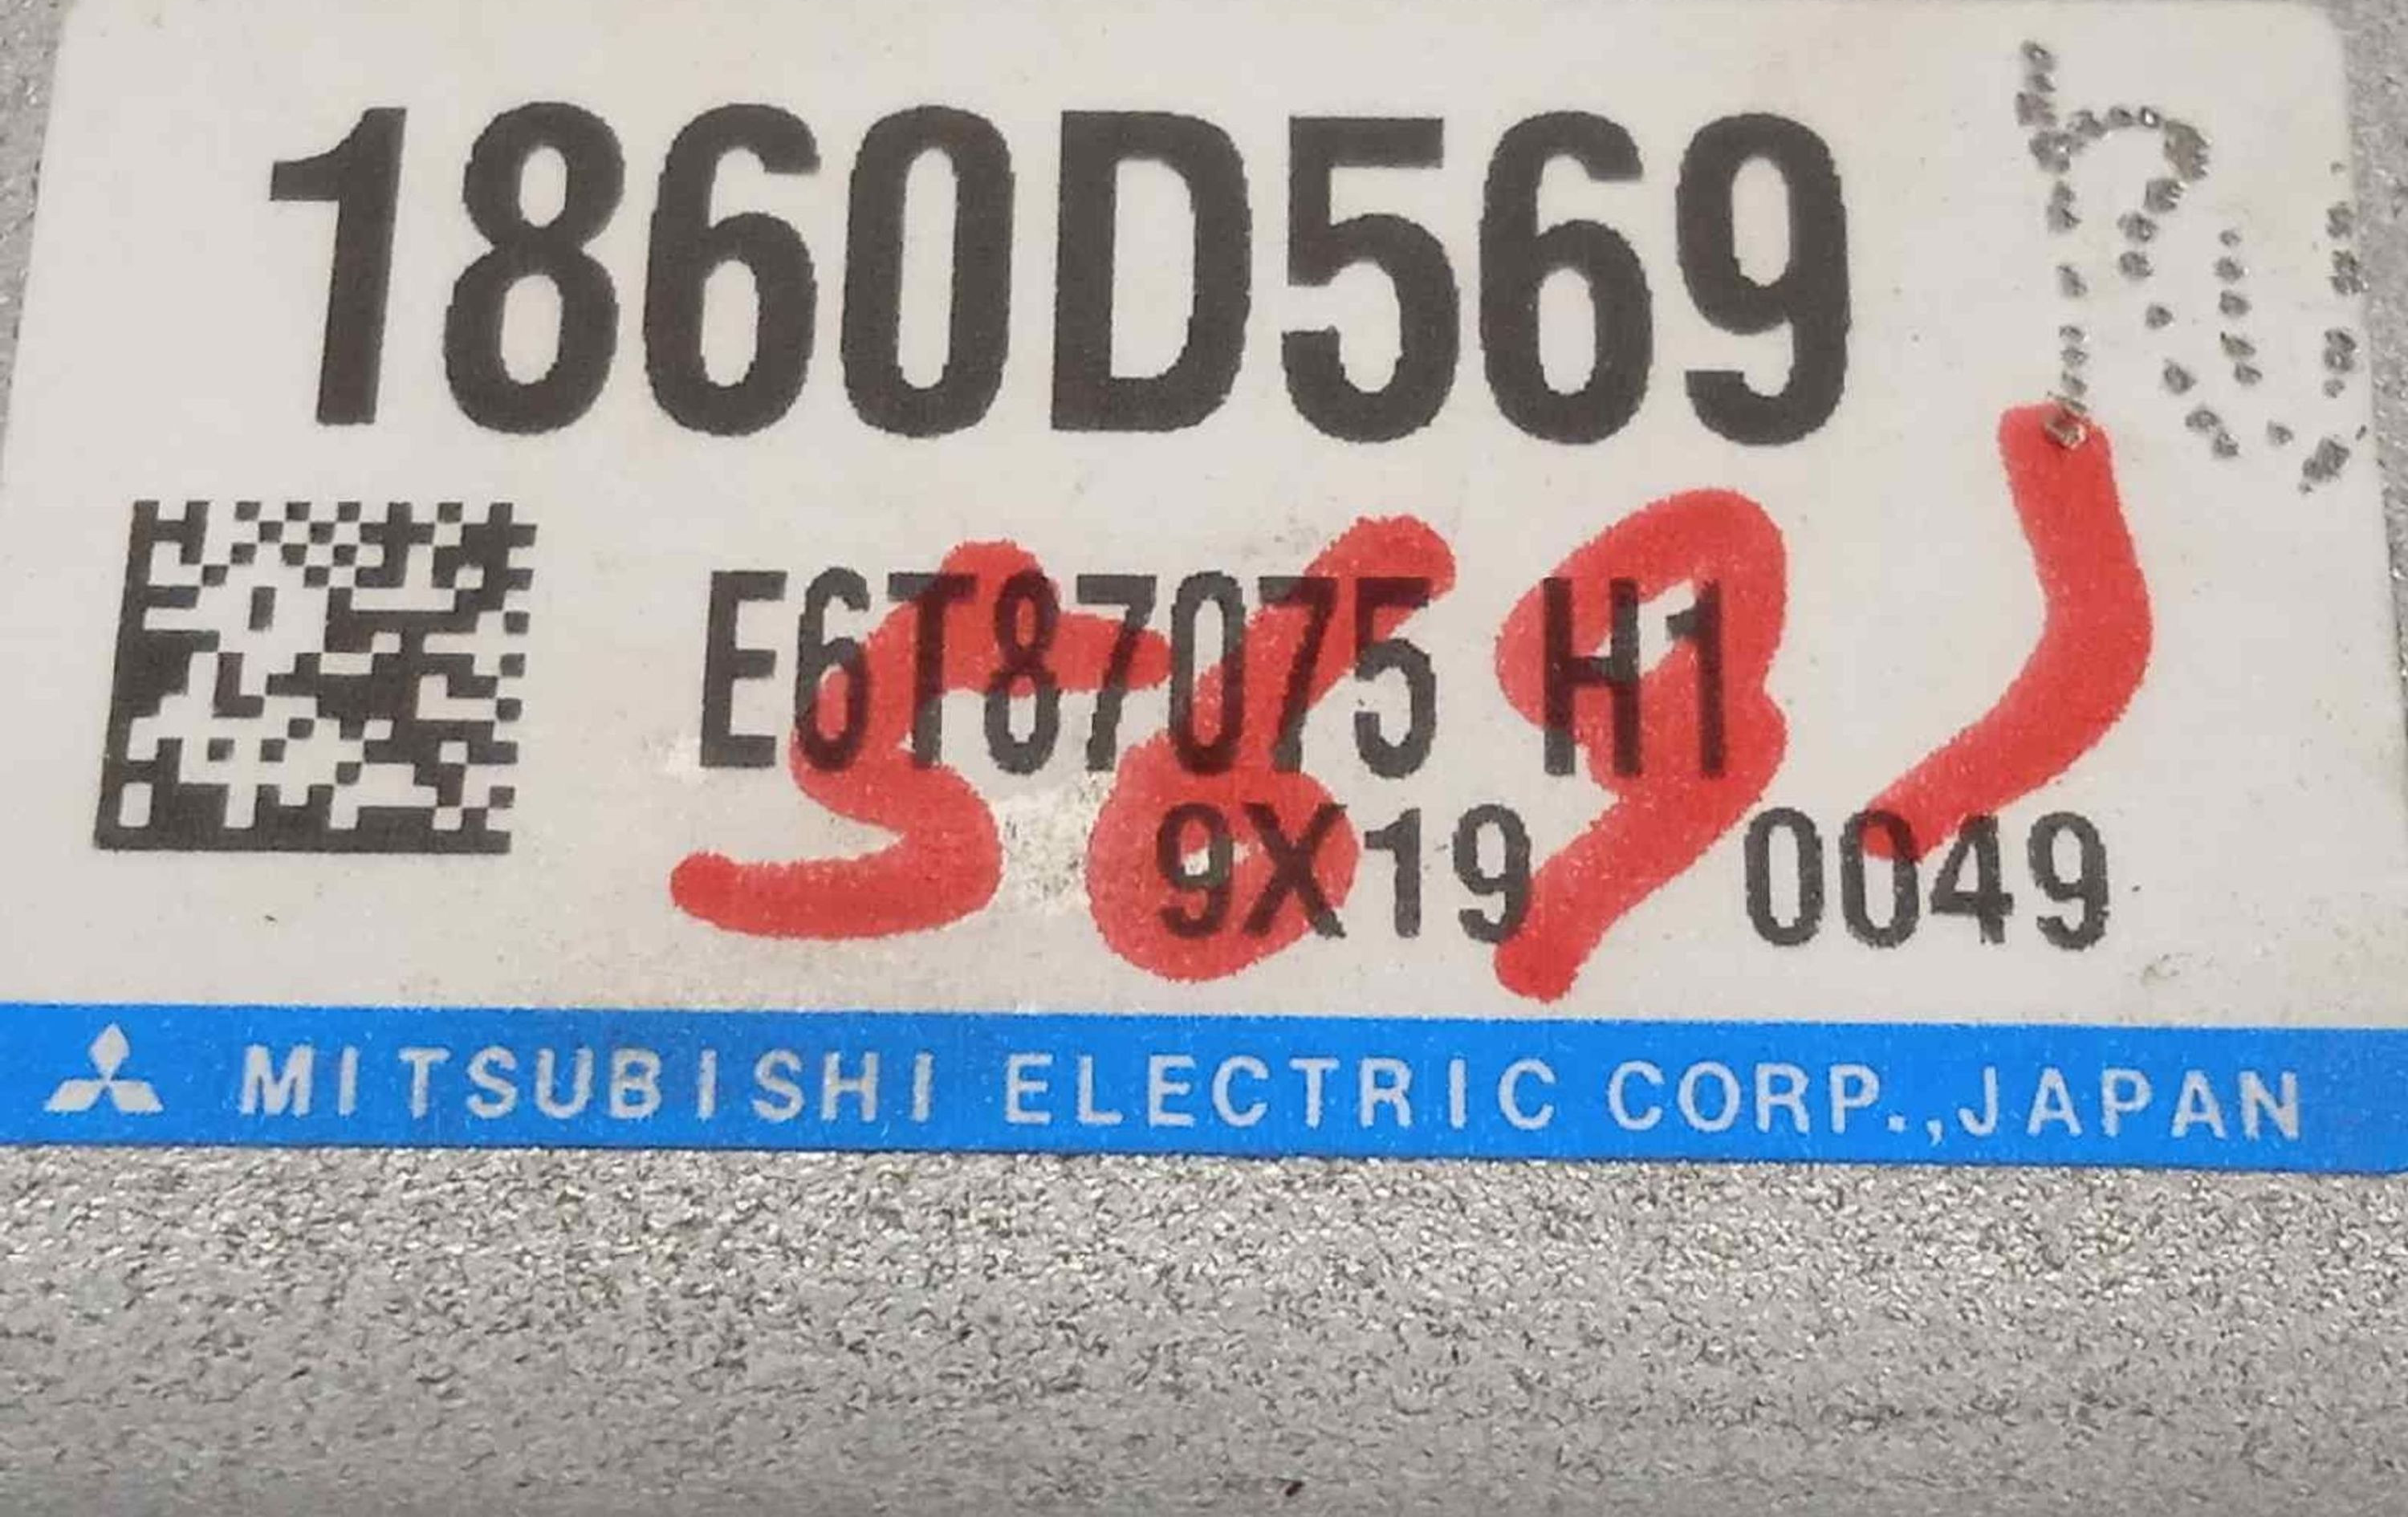 1860D569
E6T87075 H1
569
9X19 0049
MITSUBISHI ELECTRIC CORP.,JAPAN